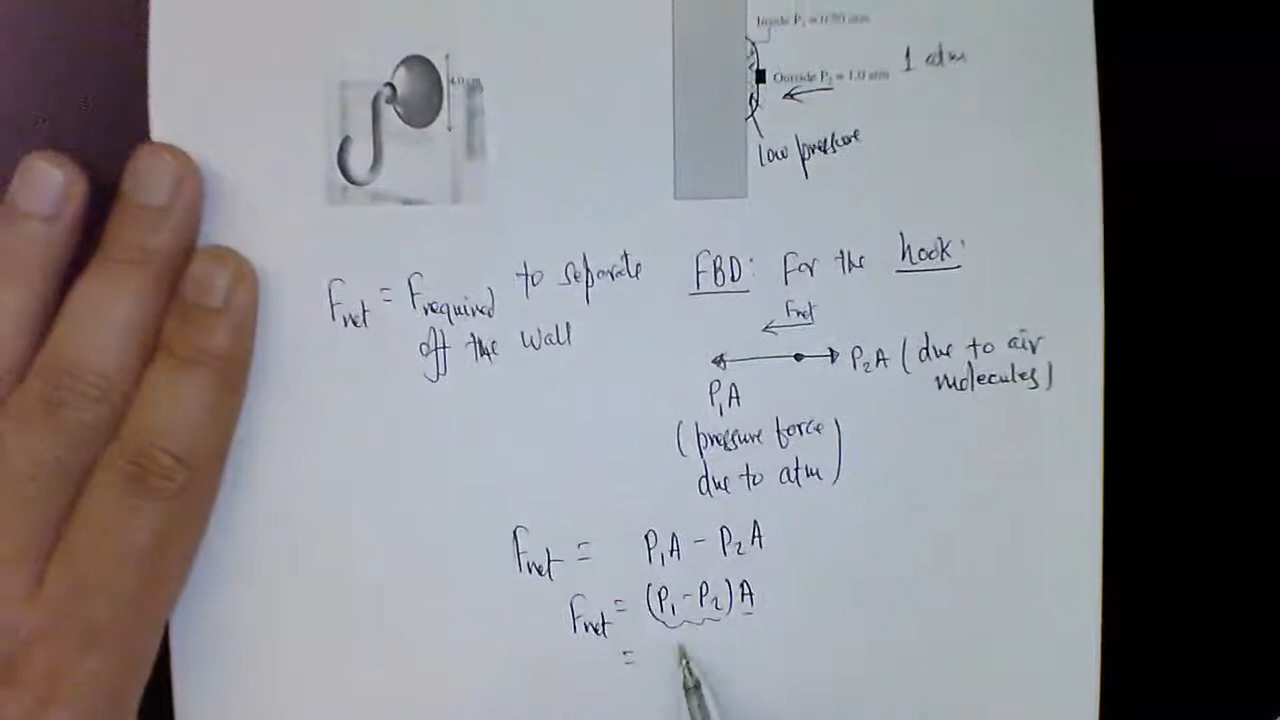 Inside P₁ = 0.80 atm
4.0 cm
Outside P₂ = 1.0 atm
1 atm
low pressure
Fnet = Frequired to separate
off the wall
FBD: For the hook:
Fnet
P₂A (due to air
molecules)
P₁A
(pressure force
due to atm)
Fnet = P₁A - P₂A
Fnet = (P₁-P₂)A
=